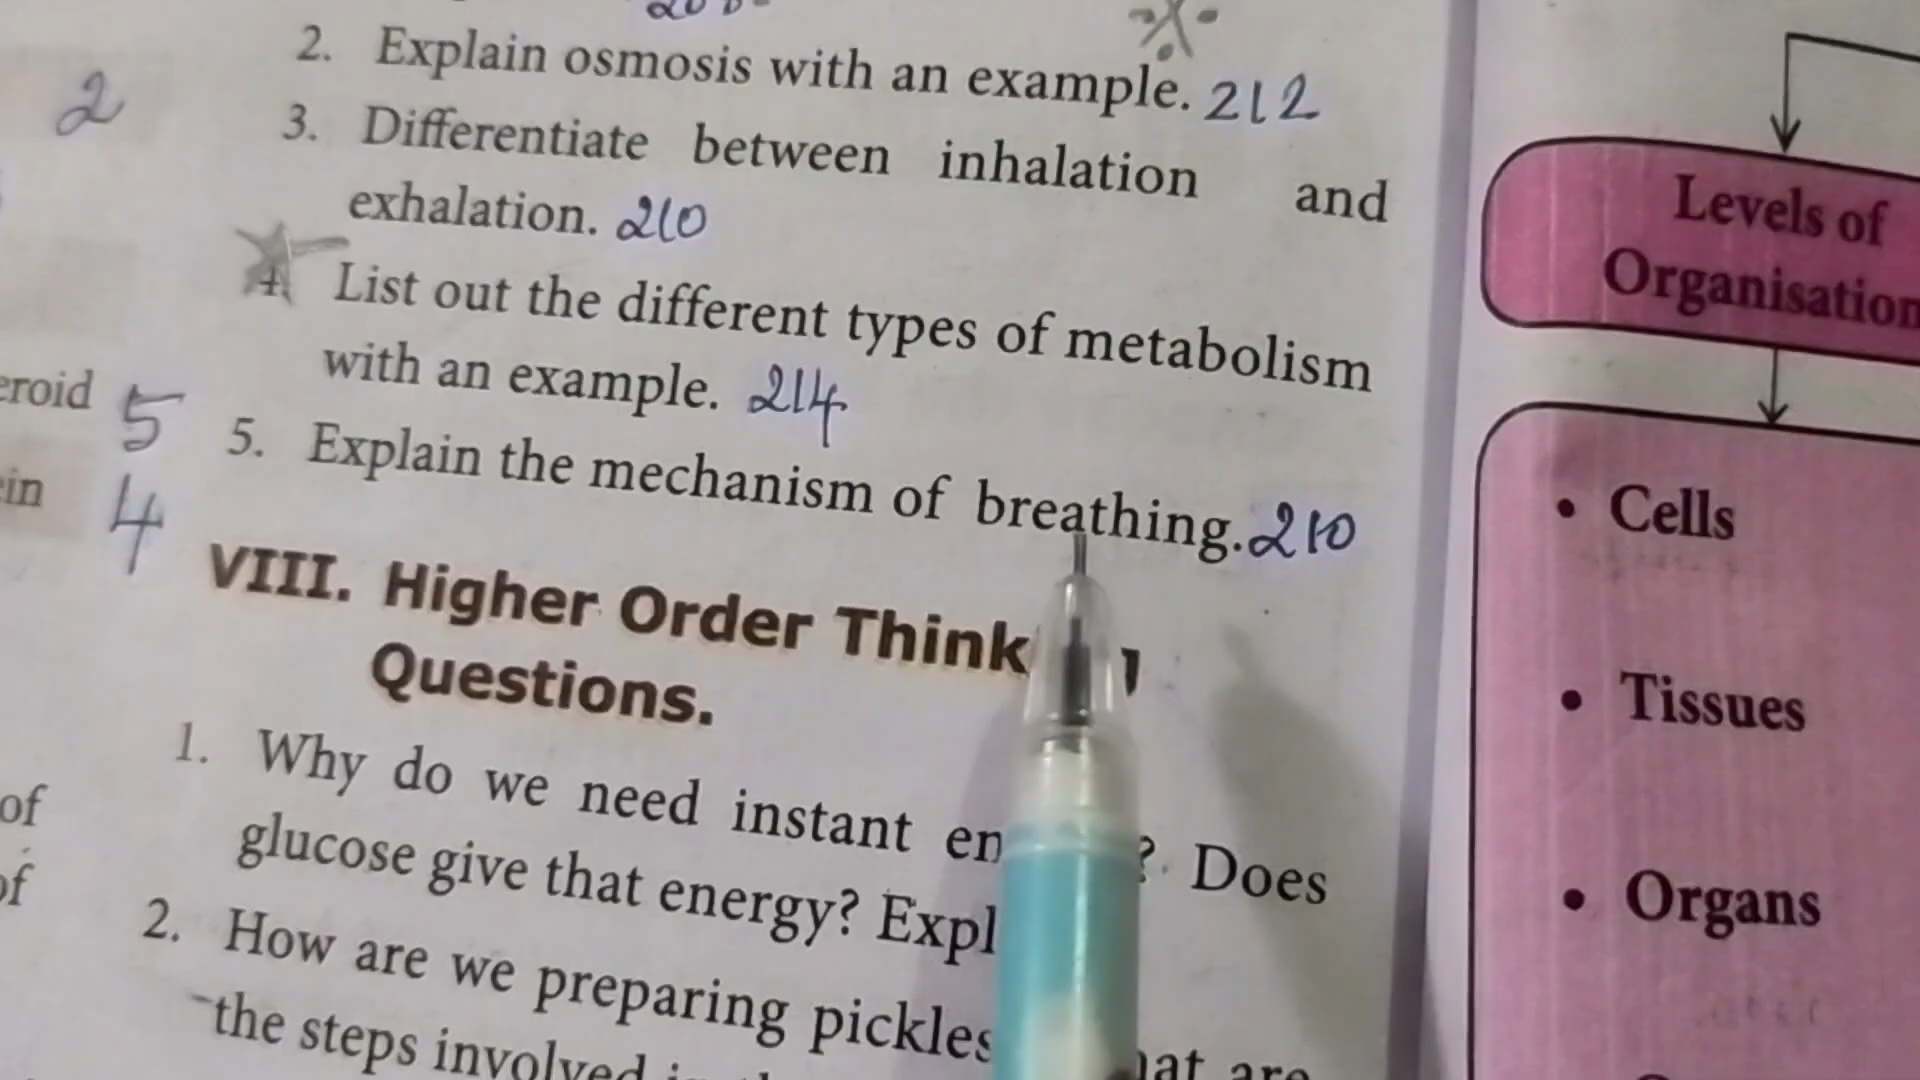 2. Explain osmosis with an example. 212
3. Differentiate between inhalation and
exhalation. 210
4. List out the different types of metabolism
with an example. 214
5. Explain the mechanism of breathing. 210
VIII. Higher Order Think
Questions.
1. Why do we need instant en ? Does
glucose give that energy? Expl
2. How are we preparing pickles
the steps involved
2
eroid 5
ein 4
of
of
Levels of
Organisation
• Cells
• Tissues
• Organs